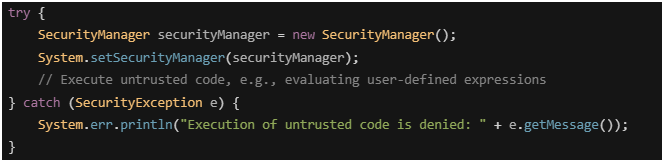 try {
    SecurityManager securityManager = new SecurityManager();
    System.setSecurityManager(securityManager);
    // Execute untrusted code, e.g., evaluating user-defined expressions
} catch (SecurityException e) {
    System.err.println("Execution of untrusted code is denied: " + e.getMessage());
}